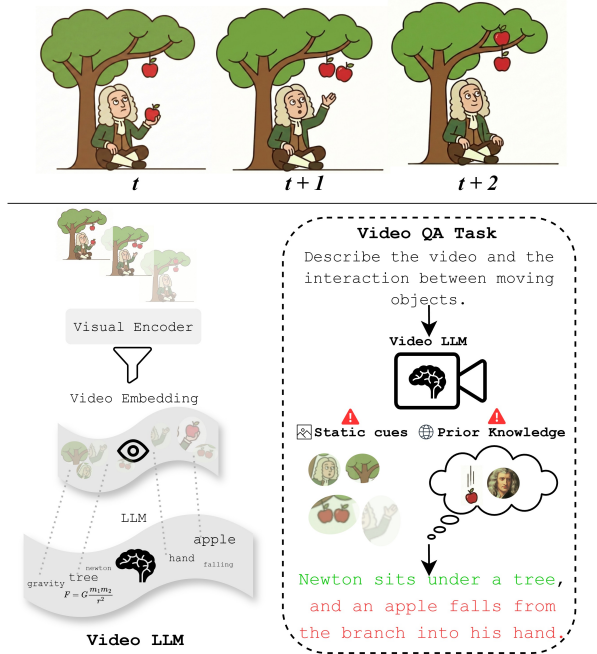 t
t + 1
t + 2
Visual Encoder
Video Embedding
LLM
apple
hand
falling
newton
tree
gravity
F = G m₁m₂ / r²
Video LLM
Video QA Task
Describe the video and the
interaction between moving
objects.
Video LLM
Static cues
Prior Knowledge
Newton sits under a tree,
and an apple falls from
the branch into his hand.